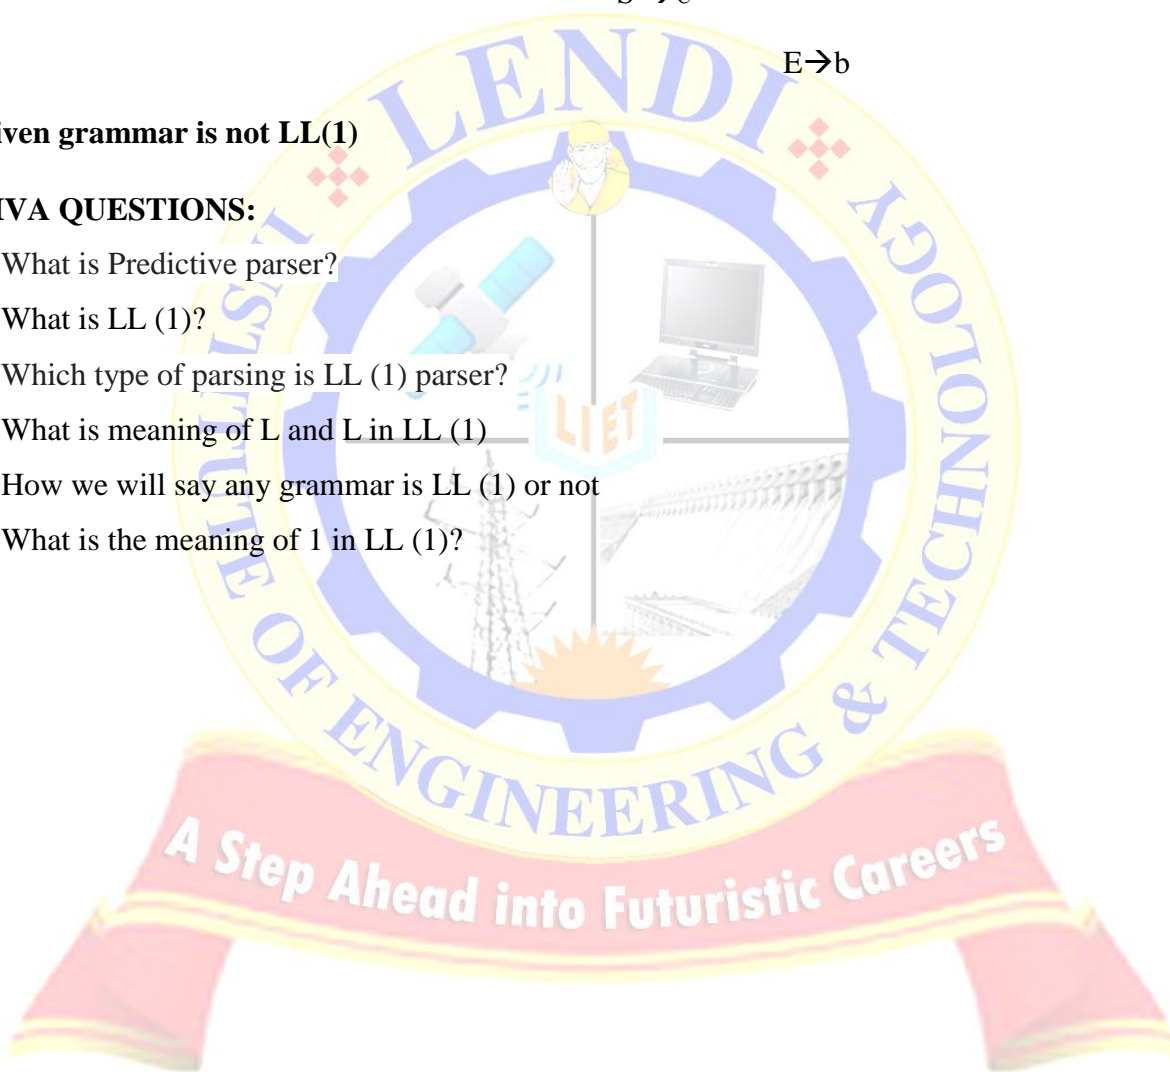 E→b
iven grammar is not LL(1)
IVA QUESTIONS:
What is Predictive parser?
What is LL (1)?
Which type of parsing is LL (1) parser?
What is meaning of L and L in LL (1)
How we will say any grammar is LL (1) or not
What is the meaning of 1 in LL (1)?
LENDI
INSTITUTE OF ENGINEERING & TECHNOLOGY
LIET
A Step Ahead into Futuristic Careers